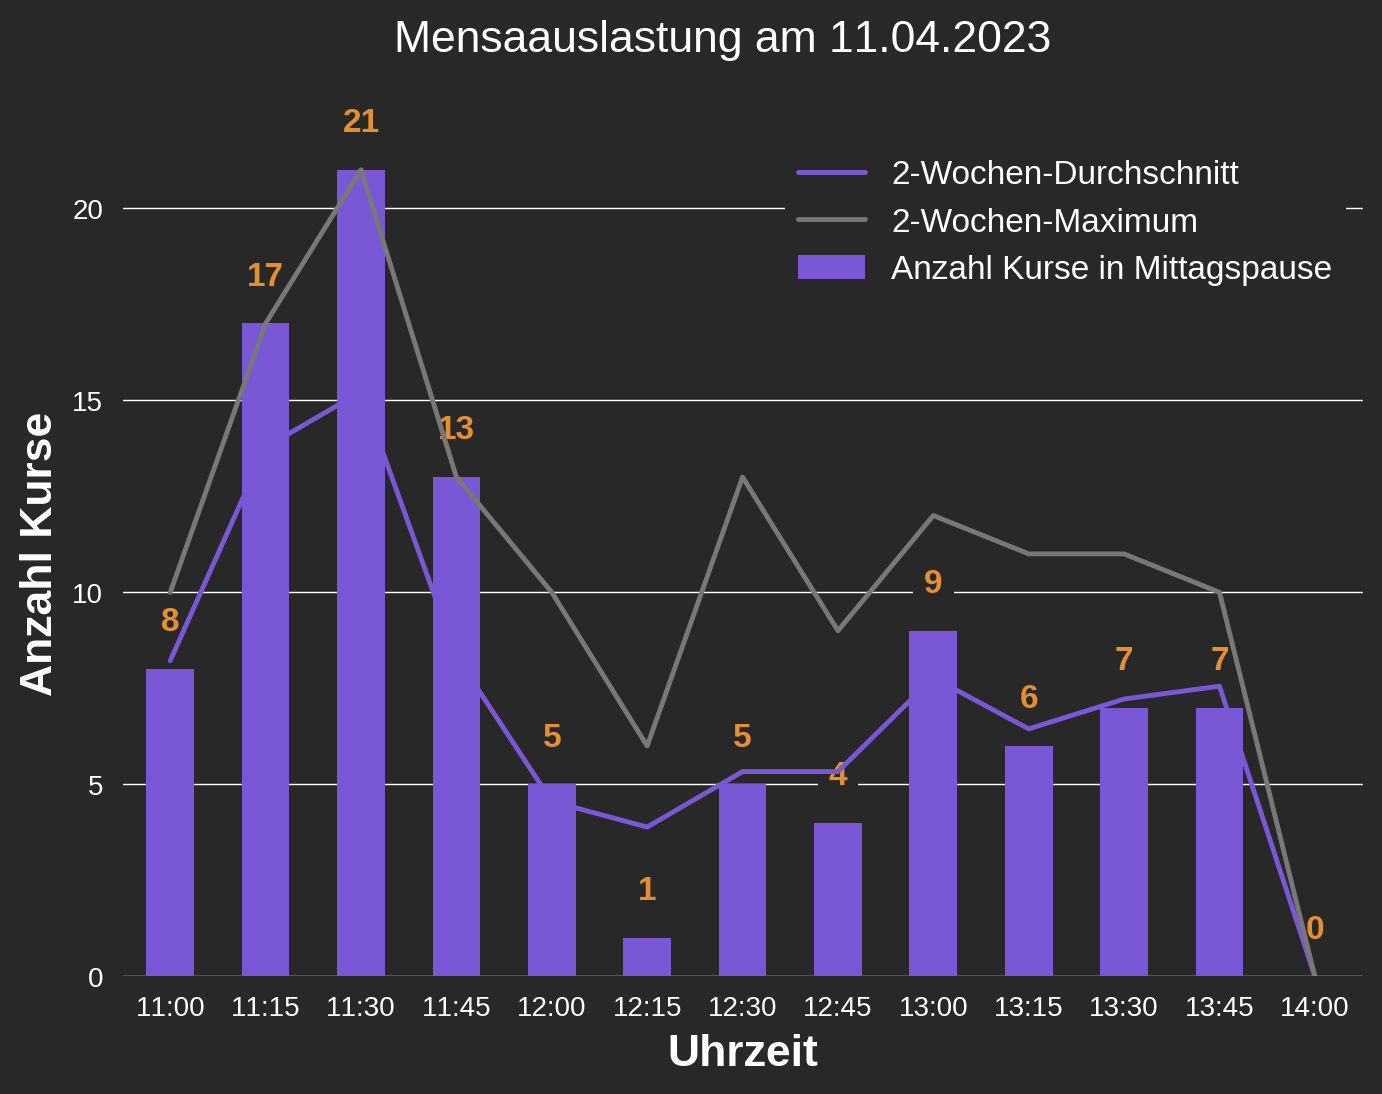 Mensaauslastung am 11.04.2023
21
2-Wochen-Durchschnitt
2-Wochen-Maximum
Anzahl Kurse in Mittagspause
20
17
15
13
10
9
8
7
7
6
5
5
5
4
1
0
0
Anzahl Kurse
11:00 11:15 11:30 11:45 12:00 12:15 12:30 12:45 13:00 13:15 13:30 13:45 14:00
Uhrzeit